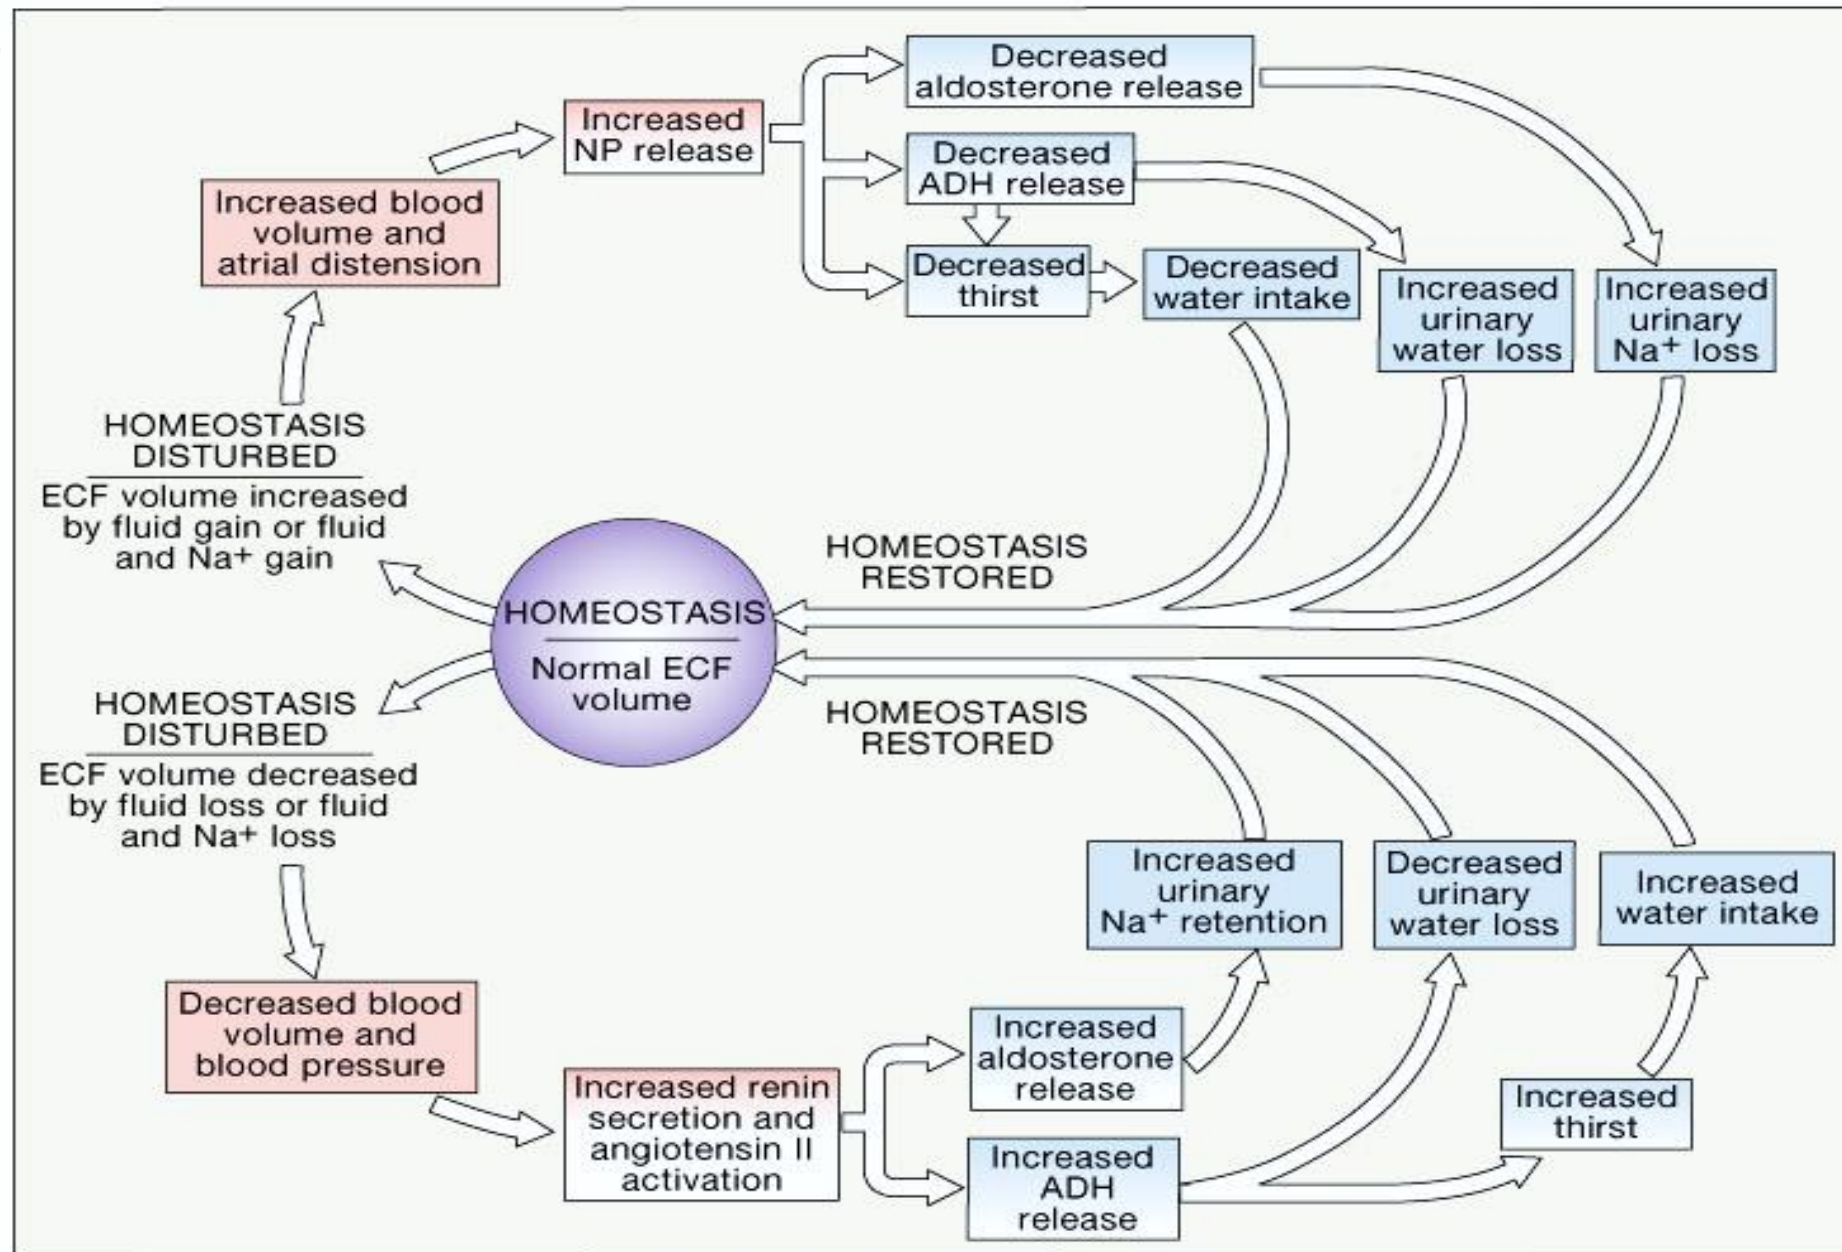 Decreased
aldosterone release
Increased
NP release
Decreased
ADH release
Increased blood
volume and
atrial distension
Decreased
thirst
Decreased
water intake
Increased
urinary
water loss
Increased
urinary
Na+ loss
HOMEOSTASIS
DISTURBED
ECF volume increased
by fluid gain or fluid
and Na+ gain
HOMEOSTASIS
RESTORED
HOMEOSTASIS
Normal ECF
volume
HOMEOSTASIS
RESTORED
HOMEOSTASIS
DISTURBED
ECF volume decreased
by fluid loss or fluid
and Na+ loss
Decreased blood
volume and
blood pressure
Increased renin
secretion and
angiotensin II
activation
Increased
aldosterone
release
Increased
ADH
release
Increased
urinary
Na+ retention
Decreased
urinary
water loss
Increased
thirst
Increased
water intake